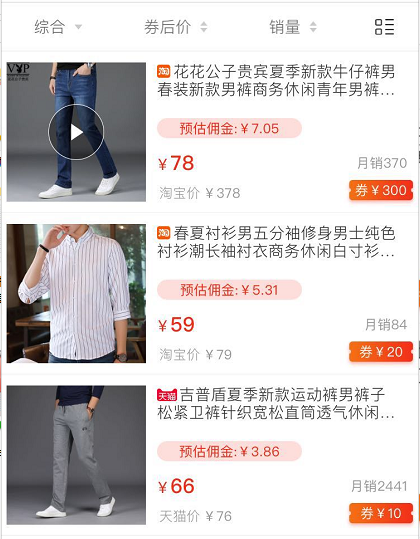 综合 券后价 销量
V P
花花公子贵宾夏季新款牛仔裤男
春装新款男裤商务休闲青年男裤...
预估佣金: ¥ 7.05
¥ 78 月销370
淘宝价 ¥ 378 券 ¥ 300
淘 春夏衬衫男五分袖修身男士纯色
衬衫潮长袖衬衣商务休闲白寸衫...
预估佣金: ¥ 5.31
¥ 59 月销84
淘宝价 ¥ 79 券 ¥ 20
天猫 吉普盾夏季新款运动裤男裤子
松紧卫裤针织宽松直筒透气休闲...
预估佣金: ¥ 3.86
¥ 66 月销2441
天猫价 ¥ 76 券 ¥ 10